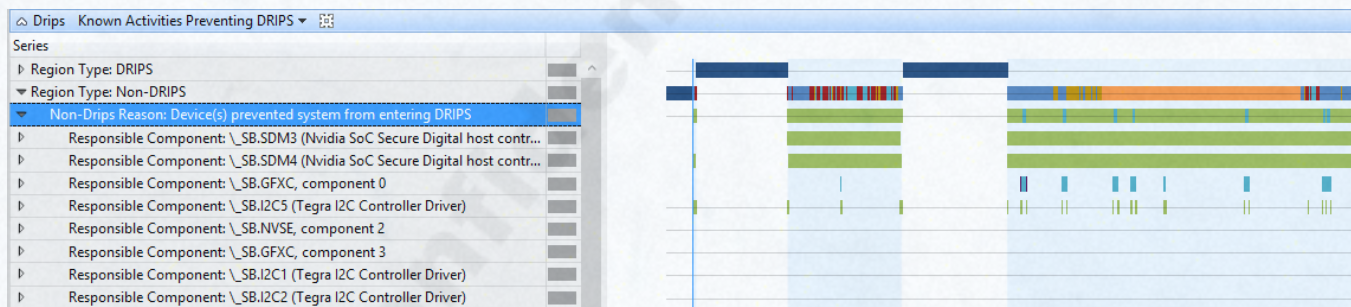 Drips Known Activities Preventing DRIPS
Series
Region Type: DRIPS
Region Type: Non-DRIPS
Non-Drips Reason: Device(s) prevented system from entering DRIPS
Responsible Component: \_SB.SDM3 (Nvidia SoC Secure Digital host contr...
Responsible Component: \_SB.SDM4 (Nvidia SoC Secure Digital host contr...
Responsible Component: \_SB.GFXC, component 0
Responsible Component: \_SB.I2C5 (Tegra I2C Controller Driver)
Responsible Component: \_SB.NVSE, component 2
Responsible Component: \_SB.GFXC, component 3
Responsible Component: \_SB.I2C1 (Tegra I2C Controller Driver)
Responsible Component: \_SB.I2C2 (Tegra I2C Controller Driver)